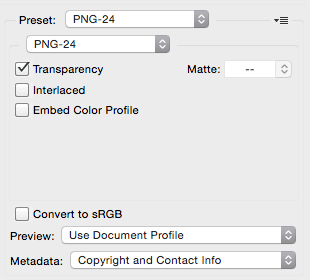 Preset: PNG-24
PNG-24
Transparency Matte: --
Interlaced
Embed Color Profile
Convert to sRGB
Preview: Use Document Profile
Metadata: Copyright and Contact Info